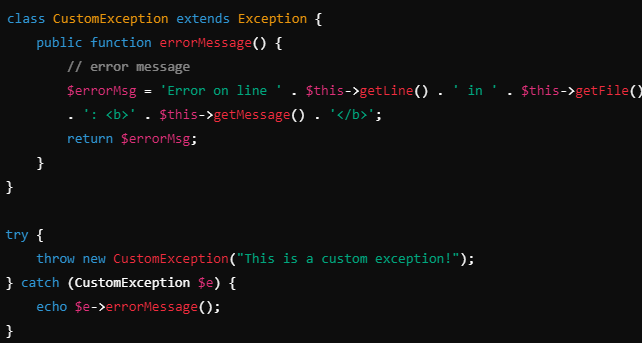 class CustomException extends Exception {
    public function errorMessage() {
        // error message
        $errorMsg = 'Error on line ' . $this->getLine() . ' in ' . $this->getFile()
        . ': <b>' . $this->getMessage() . '</b>';
        return $errorMsg;
    }
}

try {
    throw new CustomException("This is a custom exception!");
} catch (CustomException $e) {
    echo $e->errorMessage();
}